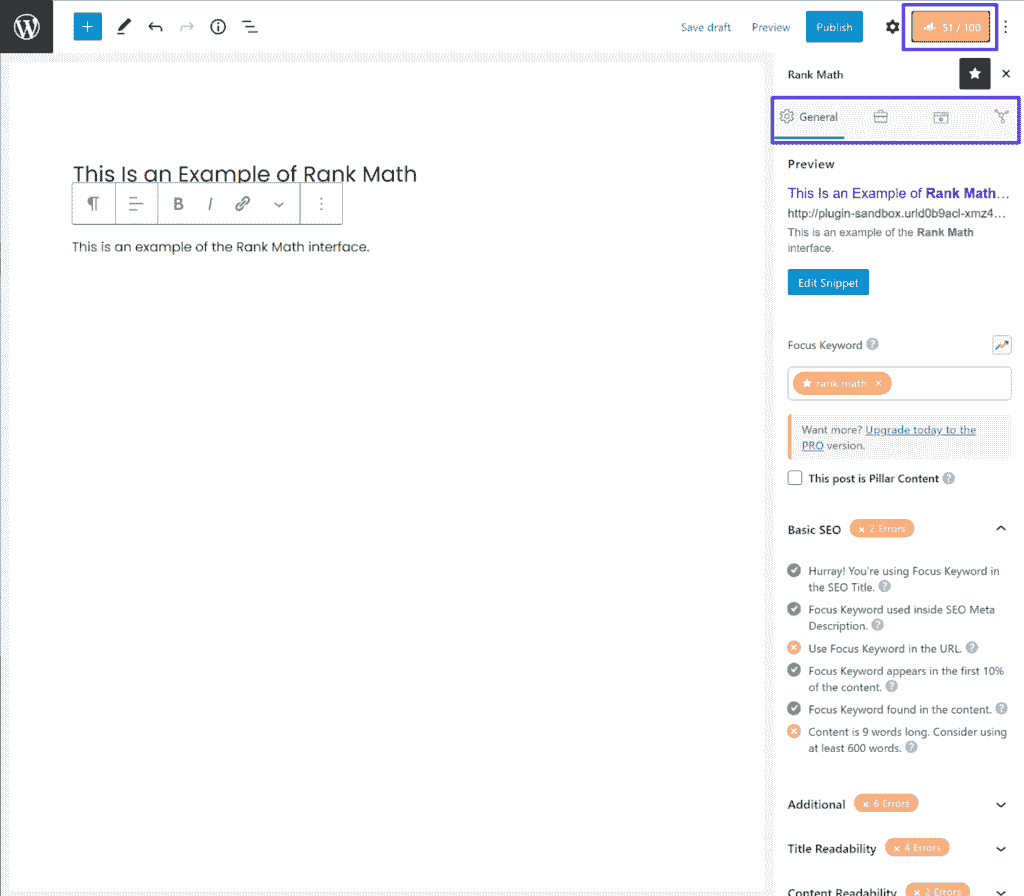 Save draft
Preview
Publish
51 / 100
Rank Math
General
Preview
This Is an Example of Rank Math...
http://plugin-sandbox.urld0b9acl-xmz4...
This is an example of the Rank Math
interface.
Edit Snippet
This Is an Example of Rank Math
B I
This is an example of the Rank Math interface.
Focus Keyword
rank math
Want more? Upgrade today to the
PRO version.
This post is Pillar Content
Basic SEO 2 Errors
Hurray! You're using Focus Keyword in
the SEO Title.
Focus Keyword used inside SEO Meta
Description.
Use Focus Keyword in the URL.
Focus Keyword appears in the first 10%
of the content.
Focus Keyword found in the content.
Content is 9 words long. Consider using
at least 600 words.
Additional 6 Errors
Title Readability 4 Errors
Content Readability 2 Errors